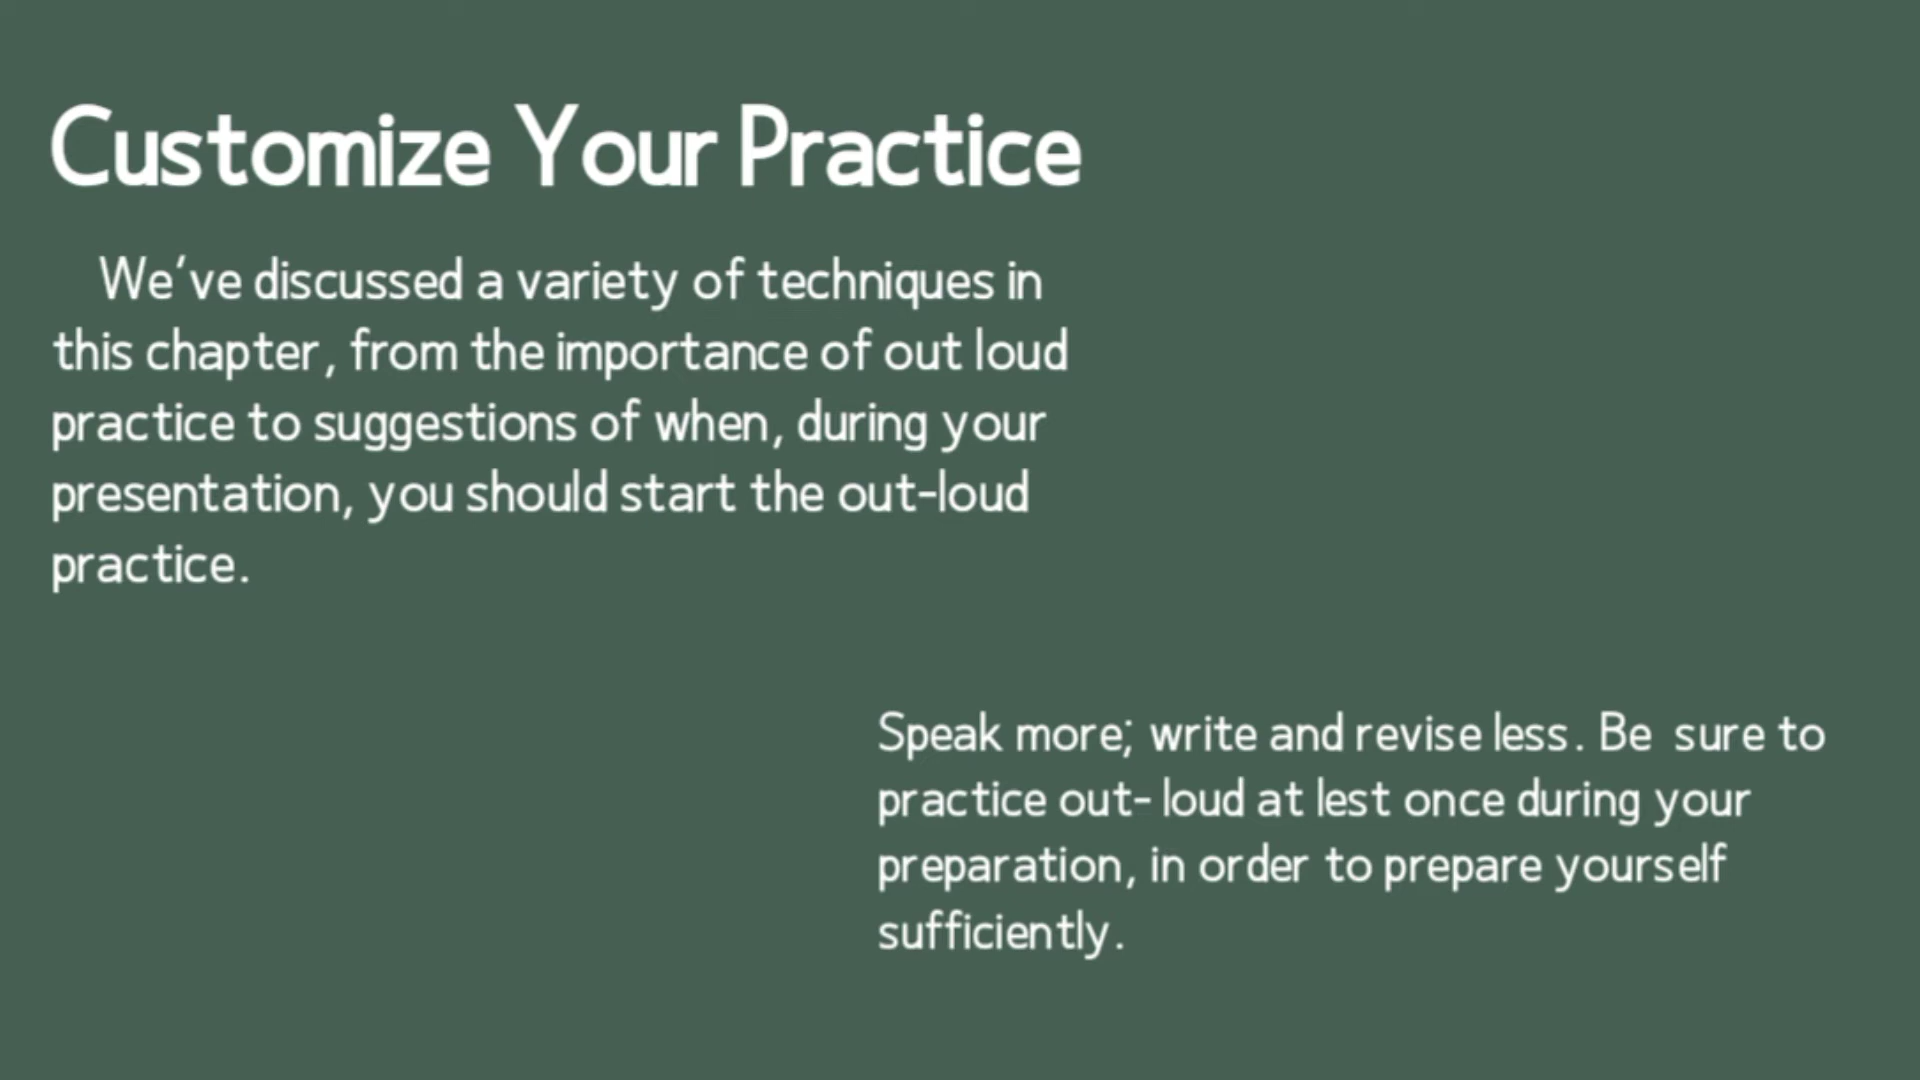 Customize Your Practice
We've discussed a variety of techniques in
this chapter, from the importance of out loud
practice to suggestions of when, during your
presentation, you should start the out-loud
practice.
Speak more; write and revise less. Be sure to
practice out- loud at lest once during your
preparation, in order to prepare yourself
sufficiently.